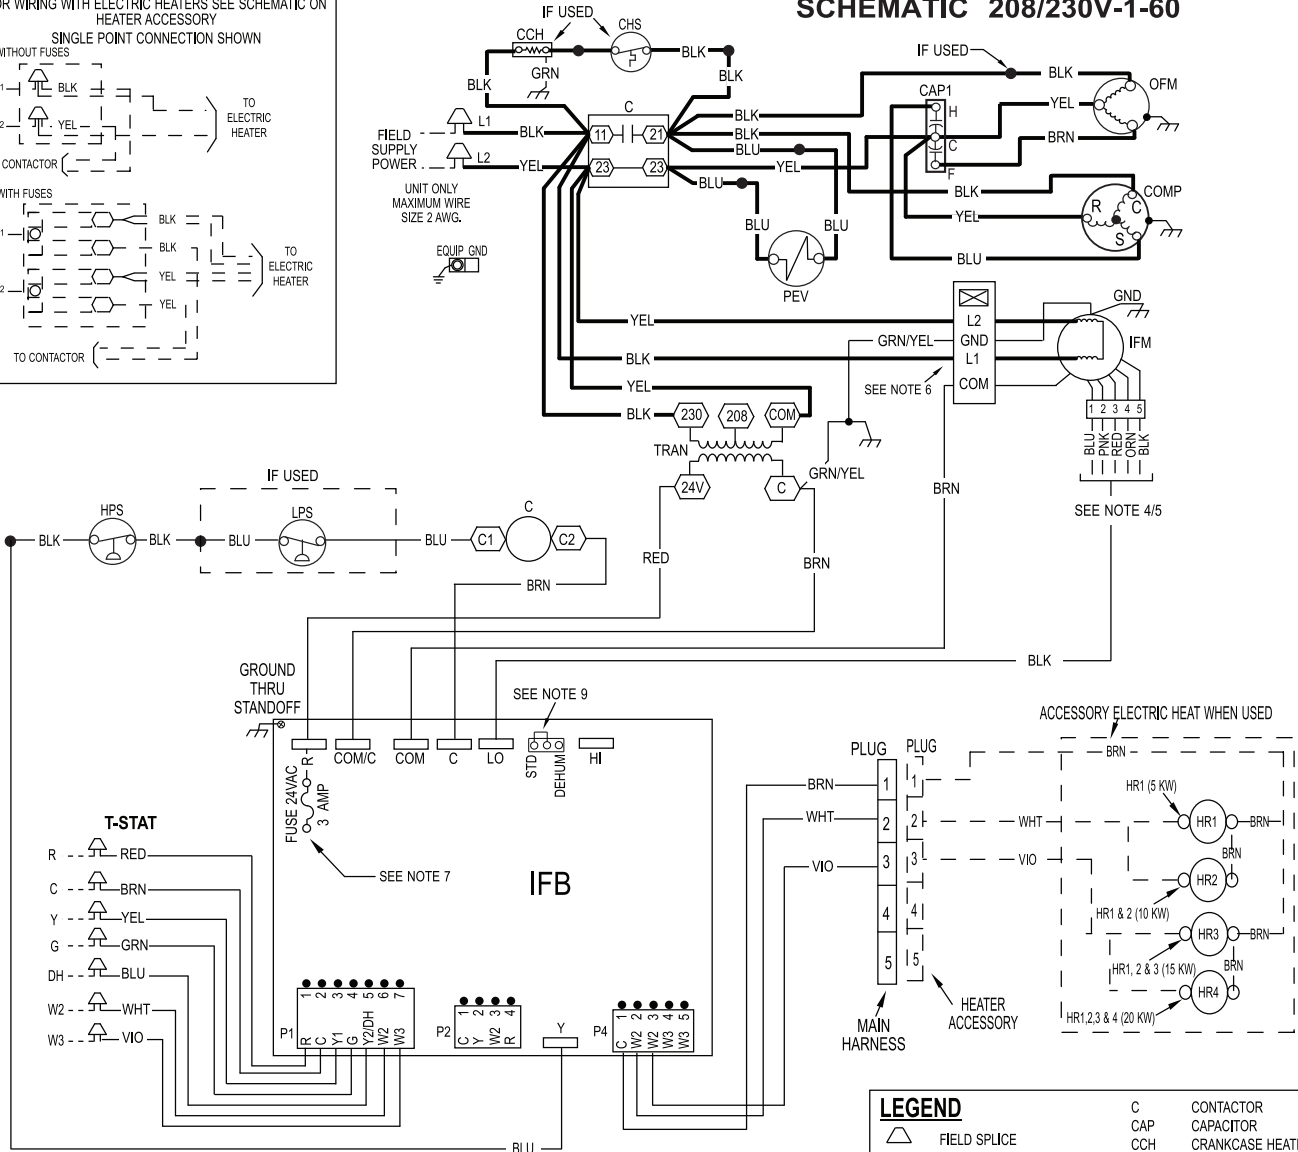 SCHEMATIC 208/230V-1-60
OR WIRING WITH ELECTRIC HEATERS SEE SCHEMATIC ON
HEATER ACCESSORY
SINGLE POINT CONNECTION SHOWN
WITHOUT FUSES
1
BLK
2
YEL
CONTACTOR
TO
ELECTRIC
HEATER
WITH FUSES
1
2
BLK
BLK
YEL
YEL
TO
ELECTRIC
HEATER
TO CONTACTOR
IF USED
CCH
CHS
BLK
GRN
BLK
BLK
C
11
21
23
23
FIELD
SUPPLY
POWER
L1
L2
BLK
YEL
UNIT ONLY
MAXIMUM WIRE
SIZE 2 AWG.
EQUIP GND
BLK
BLK
BLU
YEL
BLU
BLU
BLU
PEV
IF USED
BLK
OFM
CAP1
H
C
F
YEL
BRN
BLK
COMP
YEL
R
C
S
BLU
YEL
BLK
YEL
BLK
L2
GND
L1
COM
GRN/YEL
SEE NOTE 6
GND
IFM
1 2 3 4 5
BLU
PNK
RED
ORN
BLK
SEE NOTE 4/5
230
208
COM
TRAN
24V
C
GRN/YEL
BRN
RED
BRN
IF USED
HPS
LPS
C
BLK
BLK
BLU
BLU
C1
C2
BRN
BLK
GROUND
THRU
STANDOFF
SEE NOTE 9
R
COM/C
COM
C
LO
STD
DEHUM
HI
FUSE 24VAC
3 AMP
SEE NOTE 7
IFB
T-STAT
R RED
C BRN
Y YEL
G GRN
DH BLU
W2 WHT
W3 VIO
P1
1 2 3 4 5 6 7
R C Y1 G Y2/DH W2 W3
P2
1 2 3 4
C Y W2 R
Y
P4
1 2 3 4 5
C W2 W2 W3 W3
BLU
PLUG
PLUG
BRN 1 1
WHT 2 2 WHT
VIO 3 3 VIO
4 4
5 5
MAIN
HARNESS
HEATER
ACCESSORY
ACCESSORY ELECTRIC HEAT WHEN USED
BRN
HR1 (5 KW)
HR1
BRN
BRN
HR2
HR1 & 2 (10 KW)
HR3
BRN
HR1, 2 & 3 (15 KW)
BRN
HR4
HR1,2,3 & 4 (20 KW)
LEGEND
FIELD SPLICE
C CONTACTOR
CAP CAPACITOR
CCH CRANKCASE HEAT